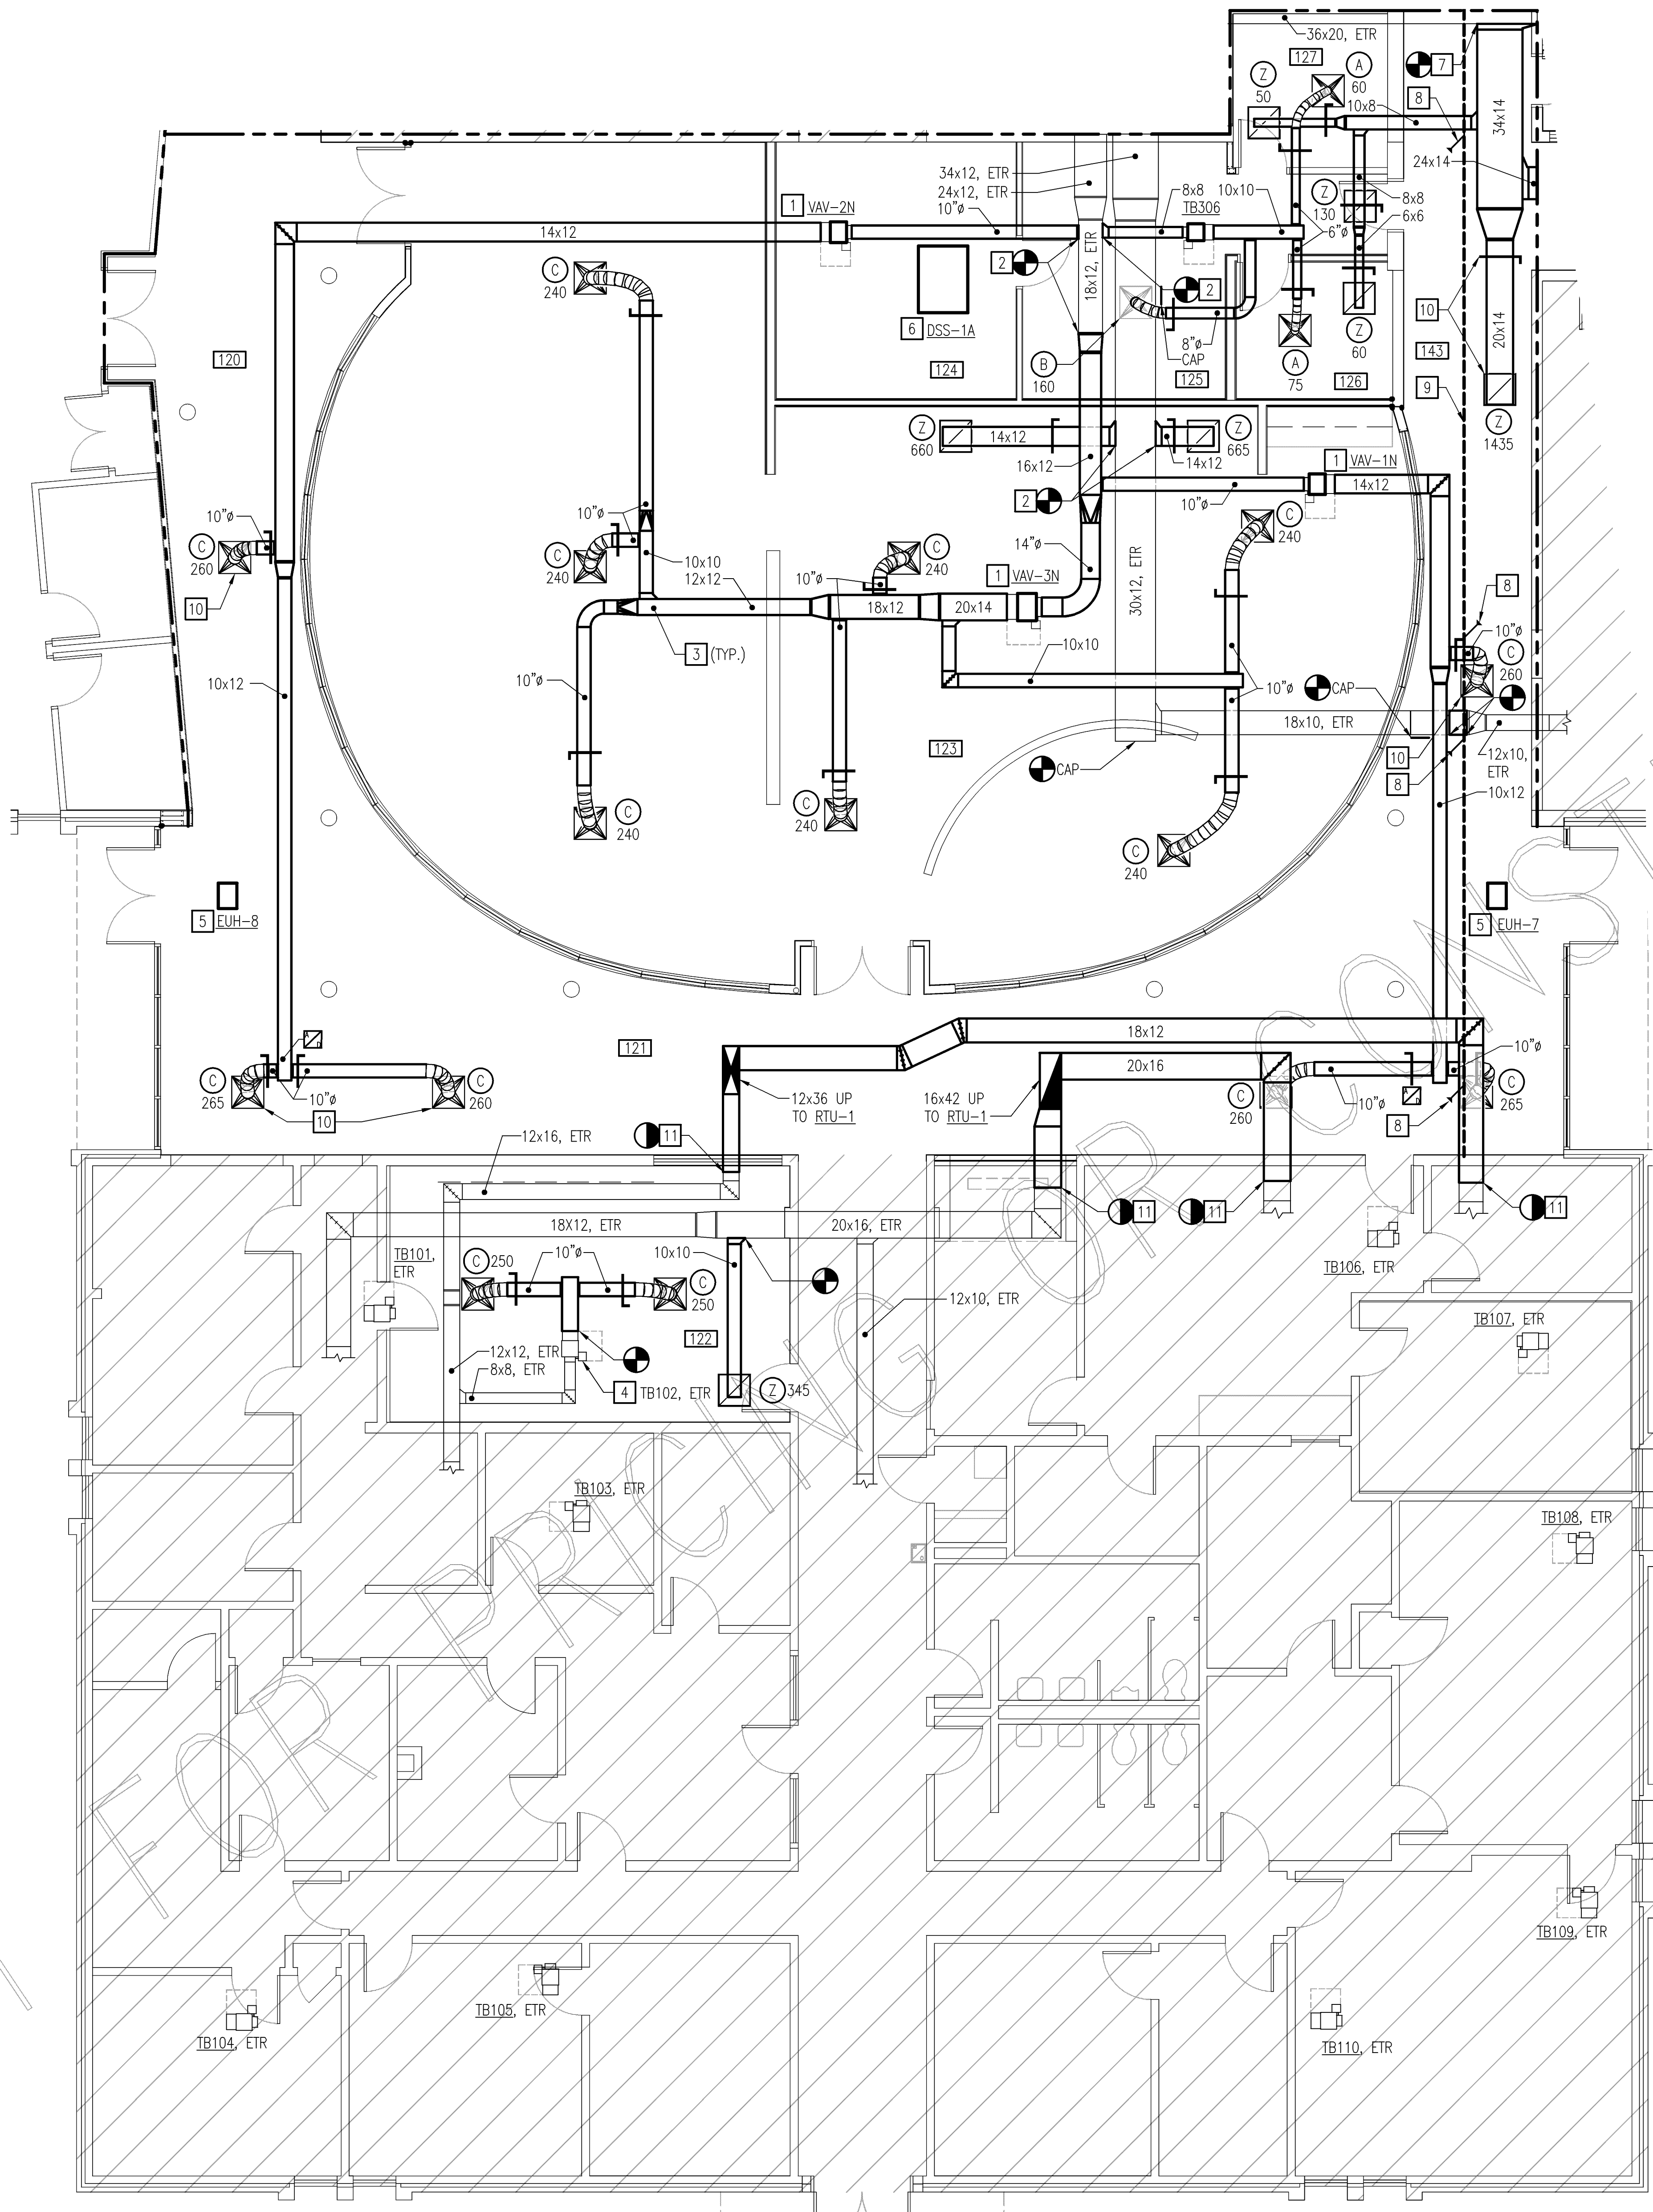 36x20, ETR
127
Z
50
A
60
10x8
7
8
34x14
24x14
34x12, ETR
24x12, ETR
10"ø
8x8
TB306
10x10
Z
130
8x8
6x6
6"ø
1 VAV-2N
14x12
C
240
2
18x12, ETR
2
6 DSS-1A
124
B
160
8"ø
CAP
125
A
75
Z
60
126
10
143
20x14
9
Z
1435
120
Z
660
14x12
16x12
14x12
Z
665
1 VAV-1N
14x12
2
10"ø
10"ø
C
260
10
10"ø
C
240
10x10
12x12
10"ø
C
240
14"ø
1 VAV-3N
18x12
20x14
30x12, ETR
C
240
8
10"ø
C
260
3 (TYP.)
10x10
10x12
10"ø
10"ø
CAP
18x10, ETR
12x10,
ETR
10
8
10x12
123
CAP
C
240
C
240
C
240
5 EUH-8
5 EUH-7
18x12
121
20x16
10"ø
C
265
10"ø
C
260
10
12x36 UP
TO RTU-1
16x42 UP
TO RTU-1
C
260
10"ø
C
265
8
12x16, ETR
11
18X12, ETR
20x16, ETR
11
11
11
TB101,
ETR
C 250
10"ø
10x10
C
250
TB106, ETR
12x10, ETR
122
TB107, ETR
12x12, ETR
8x8, ETR
4 TB102, ETR
Z 345
TB103, ETR
TB108, ETR
TB109, ETR
TB105, ETR
TB104, ETR
TB110, ETR
FOR PRICING
CONS